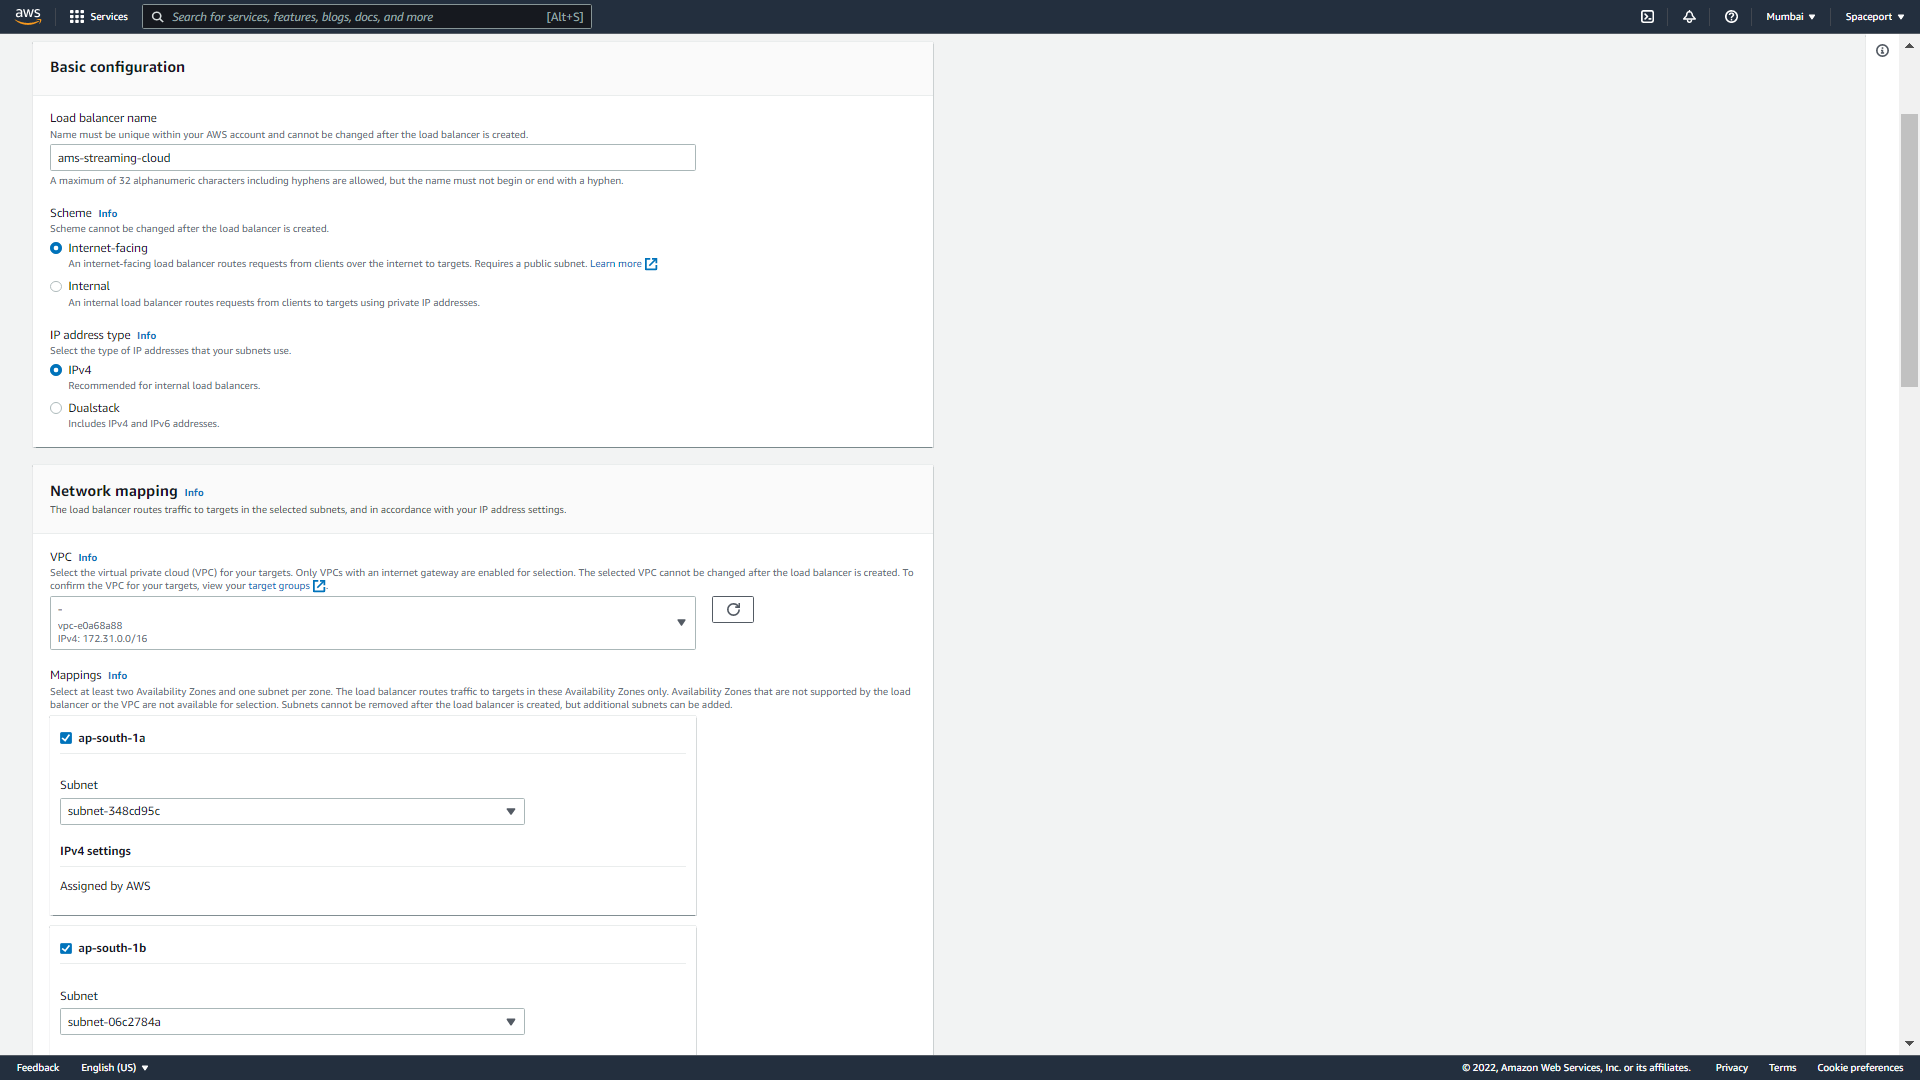 aws
Services
Search for services, features, blogs, docs, and more
[Alt+S]
Mumbai
Spaceport
Basic configuration
Load balancer name
Name must be unique within your AWS account and cannot be changed after the load balancer is created.
ams-streaming-cloud
A maximum of 32 alphanumeric characters including hyphens are allowed, but the name must not begin or end with a hyphen.
Scheme Info
Scheme cannot be changed after the load balancer is created.
Internet-facing
An internet-facing load balancer routes requests from clients over the internet to targets. Requires a public subnet. Learn more
Internal
An internal load balancer routes requests from clients to targets using private IP addresses.
IP address type Info
Select the type of IP addresses that your subnets use.
IPv4
Recommended for internal load balancers.
Dualstack
Includes IPv4 and IPv6 addresses.
Network mapping Info
The load balancer routes traffic to targets in the selected subnets, and in accordance with your IP address settings.
VPC Info
Select the virtual private cloud (VPC) for your targets. Only VPCs with an internet gateway are enabled for selection. The selected VPC cannot be changed after the load balancer is created. To
confirm the VPC for your targets, view your target groups.
-
vpc-e0a68a88
IPv4: 172.31.0.0/16
Mappings Info
Select at least two Availability Zones and one subnet per zone. The load balancer routes traffic to targets in these Availability Zones only. Availability Zones that are not supported by the load
balancer or the VPC are not available for selection. Subnets cannot be removed after the load balancer is created, but additional subnets can be added.
ap-south-1a
Subnet
subnet-348cd95c
IPv4 settings
Assigned by AWS
ap-south-1b
Subnet
subnet-06c2784a
Feedback
English (US)
© 2022, Amazon Web Services, Inc. or its affiliates.
Privacy
Terms
Cookie preferences